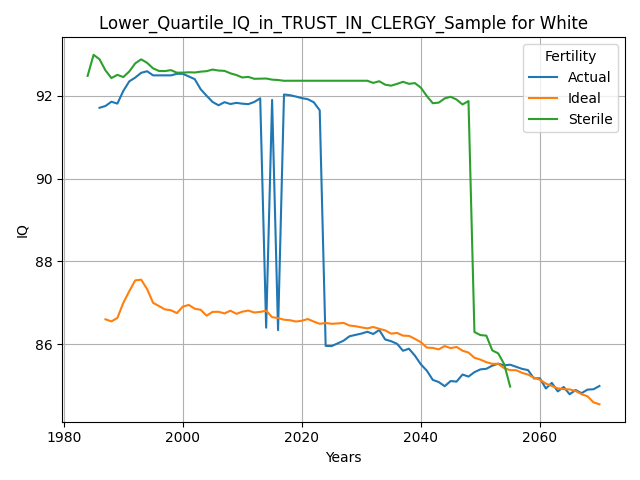 Lower_Quartile_IQ_in_TRUST_IN_CLERGY_Sample for White
Fertility
Actual
Ideal
Sterile
92
90
88
86
IQ
1980
2000
2020
2040
2060
Years